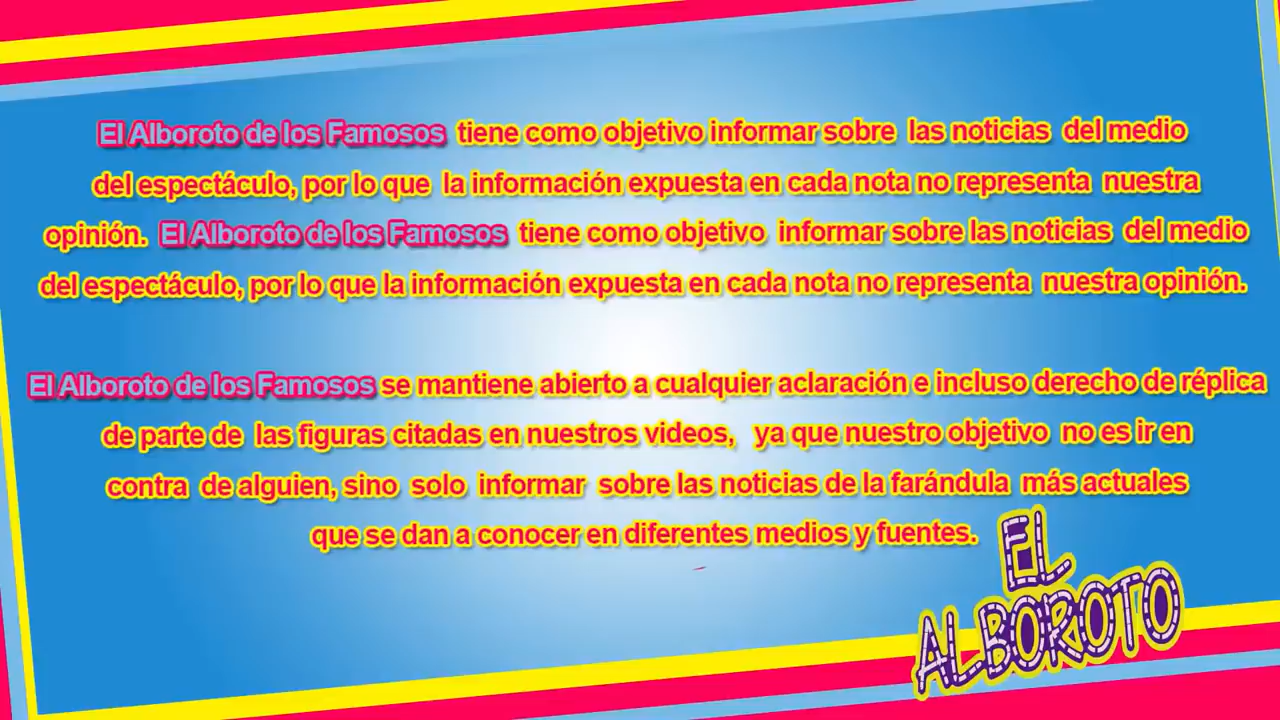 El Alboroto de los Famosos tiene como objetivo informar sobre las noticias del medio
del espectáculo, por lo que la información expuesta en cada nota no representa nuestra
opinión. El Alboroto de los Famosos tiene como objetivo informar sobre las noticias del medio
del espectáculo, por lo que la información expuesta en cada nota no representa nuestra opinión.
El Alboroto de los Famosos se mantiene abierto a cualquier aclaración e incluso derecho de réplica
de parte de las figuras citadas en nuestros videos, ya que nuestro objetivo no es ir en
contra de alguien, sino solo informar sobre las noticias de la farándula más actuales
que se dan a conocer en diferentes medios y fuentes.
EL
ALBOROTO